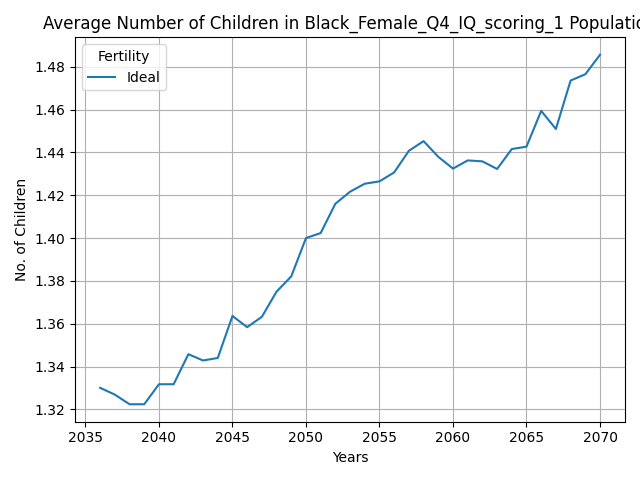 Average Number of Children in Black_Female_Q4_IQ_scoring_1 Populatio
Fertility
Ideal
No. of Children
1.48
1.46
1.44
1.42
1.40
1.38
1.36
1.34
1.32
2035 2040 2045 2050 2055 2060 2065 2070
Years